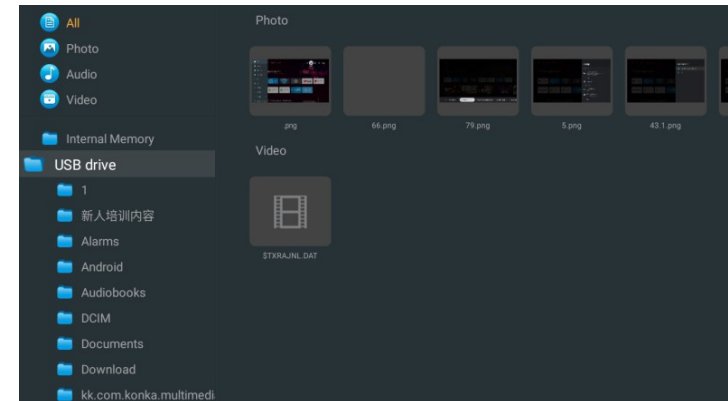 All
Photo
Audio
Video
Internal Memory
USB drive
1
新人培训内容
Alarms
Android
Audiobooks
DCIM
Documents
Download
kk.com.konka.multimedi
Photo
.png
66.png
79.png
5.png
43.1.png
Video
$TXRAJNL.DAT